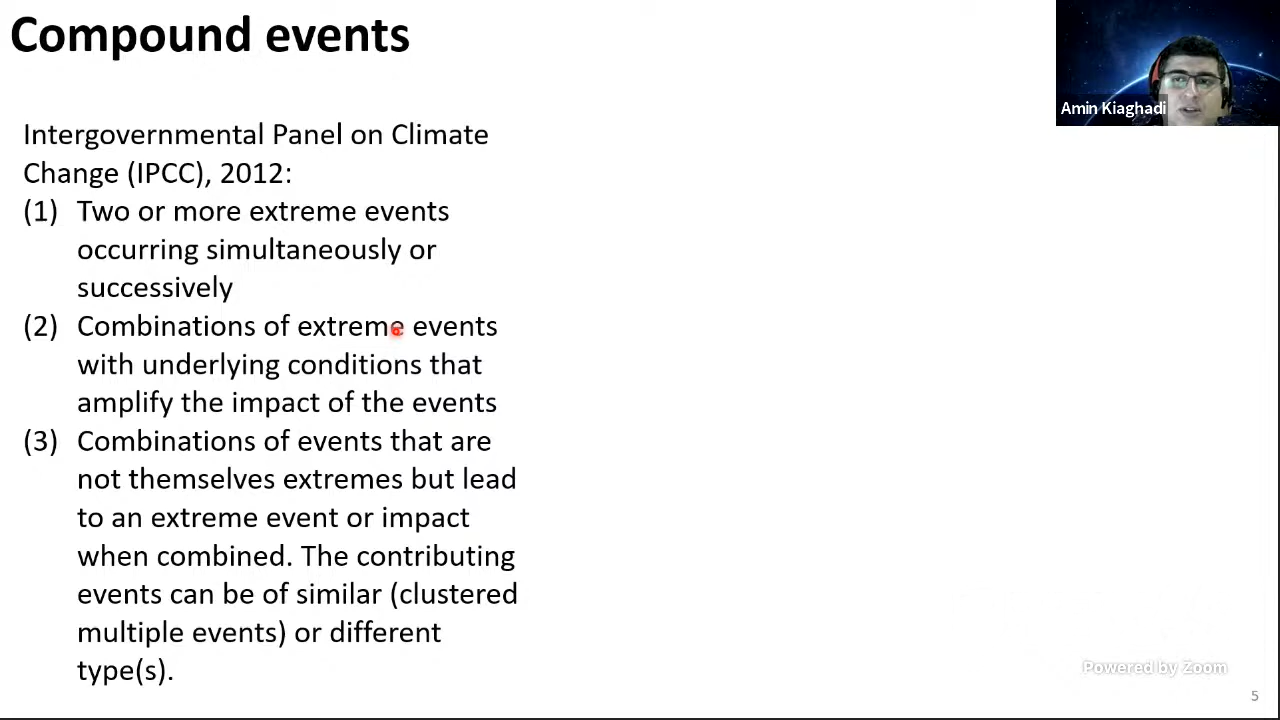 Compound events
Amin Kiaghadi
Intergovernmental Panel on Climate
Change (IPCC), 2012:
(1) Two or more extreme events
occurring simultaneously or
successively
(2) Combinations of extreme events
with underlying conditions that
amplify the impact of the events
(3) Combinations of events that are
not themselves extremes but lead
to an extreme event or impact
when combined. The contributing
events can be of similar (clustered
multiple events) or different
type(s).
Powered by Zoom
5